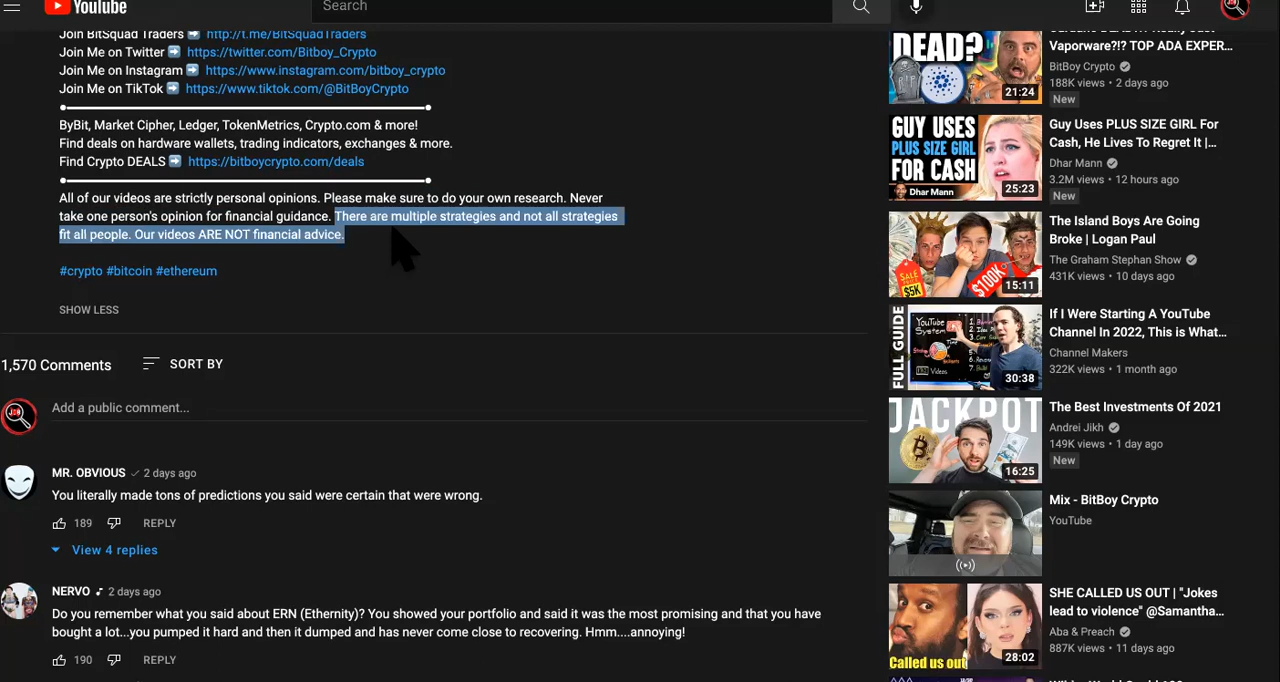 YouTube
Search
Join BitSquad Traders ➡ http://t.me/BitSquadTraders
Join Me on Twitter ➡ https://twitter.com/Bitboy_Crypto
Join Me on Instagram ➡ https://www.instagram.com/bitboy_crypto
Join Me on TikTok ➡ https://www.tiktok.com/@BitBoyCrypto
ByBit, Market Cipher, Ledger, TokenMetrics, Crypto.com & more!
Find deals on hardware wallets, trading indicators, exchanges & more.
Find Crypto DEALS ➡ https://bitboycrypto.com/deals
All of our videos are strictly personal opinions. Please make sure to do your own research. Never
take one person's opinion for financial guidance. There are multiple strategies and not all strategies
fit all people. Our videos ARE NOT financial advice.
#crypto #bitcoin #ethereum
SHOW LESS
1,570 Comments
SORT BY
Add a public comment...
MR. OBVIOUS 2 days ago
You literally made tons of predictions you said were certain that were wrong.
189 REPLY
View 4 replies
NERVO 2 days ago
Do you remember what you said about ERN (Ethernity)? You showed your portfolio and said it was the most promising and that you have
bought a lot...you pumped it hard and then it dumped and has never come close to recovering. Hmm....annoying!
190 REPLY
DEAD?
21:24
Vaporware?!? TOP ADA EXPER...
BitBoy Crypto
188K views • 2 days ago
New
GUY USES
PLUS SIZE GIRL
FOR CASH
Dhar Mann
25:23
Guy Uses PLUS SIZE GIRL For
Cash, He Lives To Regret It |...
Dhar Mann
3.2M views • 12 hours ago
New
SALE
$5K
$100K
15:11
The Island Boys Are Going
Broke | Logan Paul
The Graham Stephan Show
431K views • 10 days ago
FULL GUIDE
YouTube
System
30:38
If I Were Starting A YouTube
Channel In 2022, This is What...
Channel Makers
322K views • 1 month ago
JACKPOT
16:25
The Best Investments Of 2021
Andrei Jikh
149K views • 1 day ago
New
Mix - BitBoy Crypto
YouTube
Called us out
28:02
SHE CALLED US OUT | "Jokes
lead to violence" @Samantha...
Aba & Preach
887K views • 11 days ago